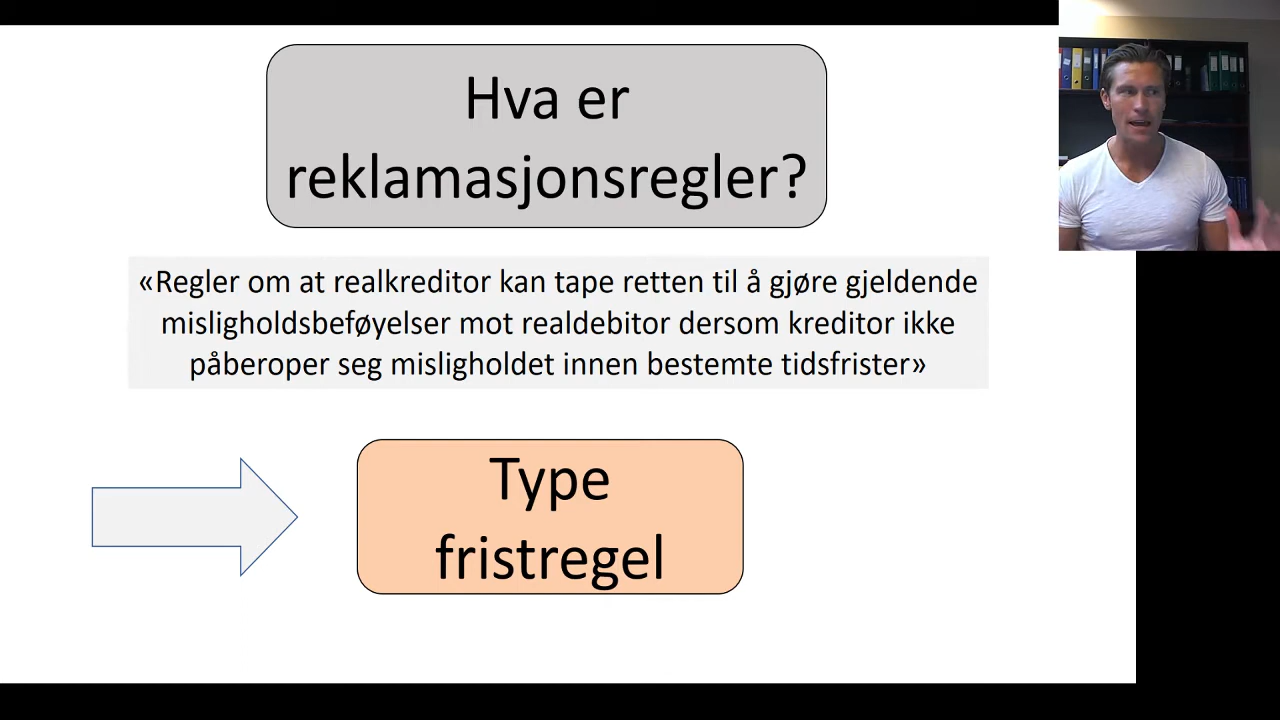 Hva er
reklamasjonsregler?
«Regler om at realkreditor kan tape retten til å gjøre gjeldende
misligholdsbeføyelser mot realdebitor dersom kreditor ikke
påberoper seg misligholdet innen bestemte tidsfrister»
Type
fristregel